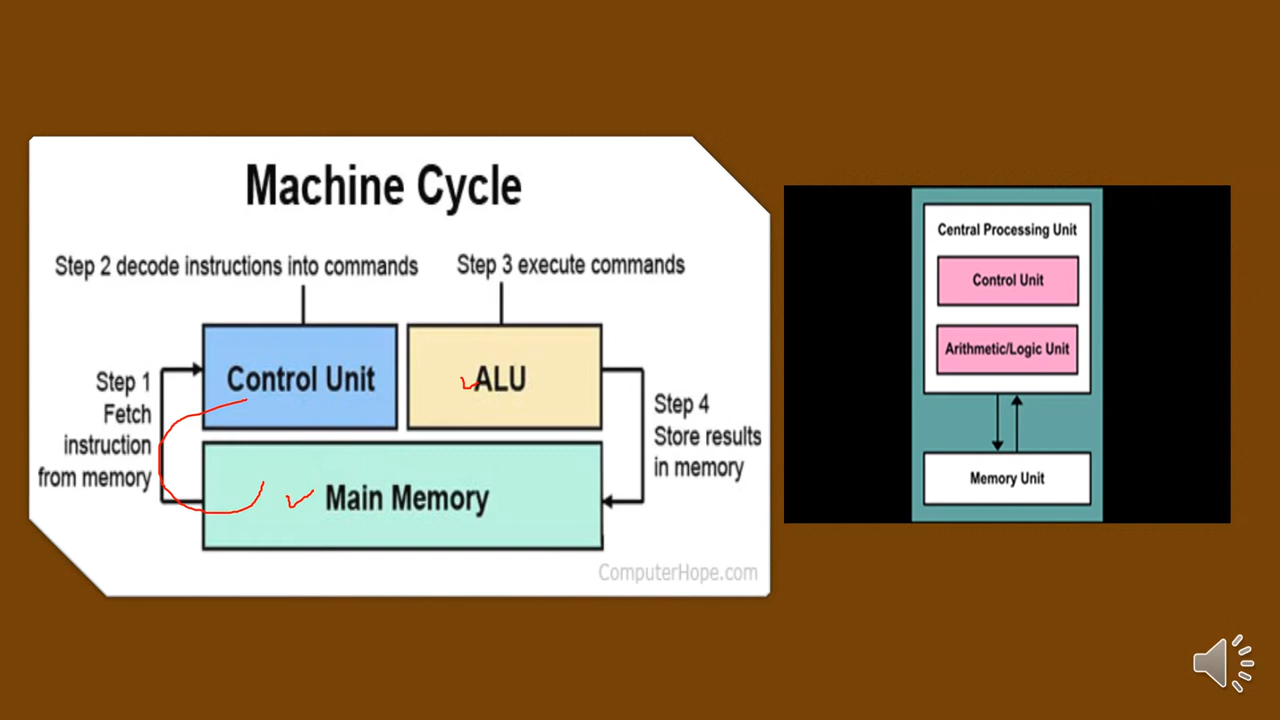 Machine Cycle
Step 2 decode instructions into commands
Step 3 execute commands
Step 1
Fetch
instruction
from memory
Control Unit
ALU
Main Memory
Step 4
Store results
in memory
ComputerHope.com
Central Processing Unit
Control Unit
Arithmetic/Logic Unit
Memory Unit